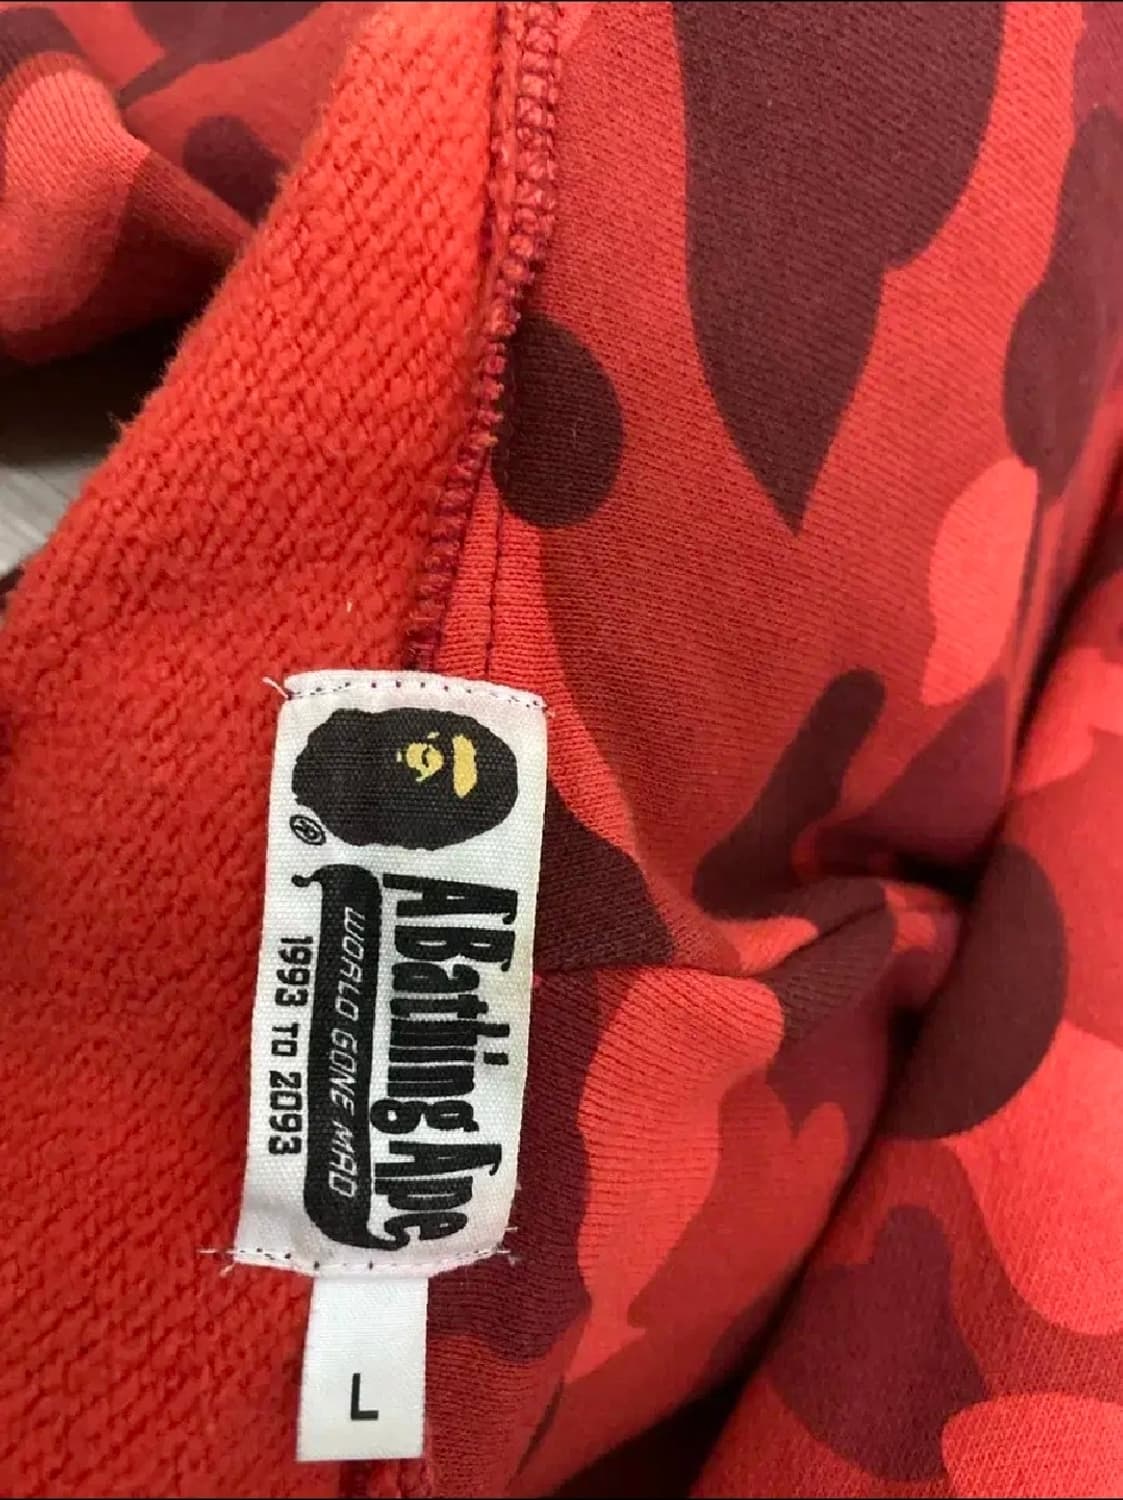 ®
A Bathing Ape
WORLD GONE MAD
1993 TO 2093
L